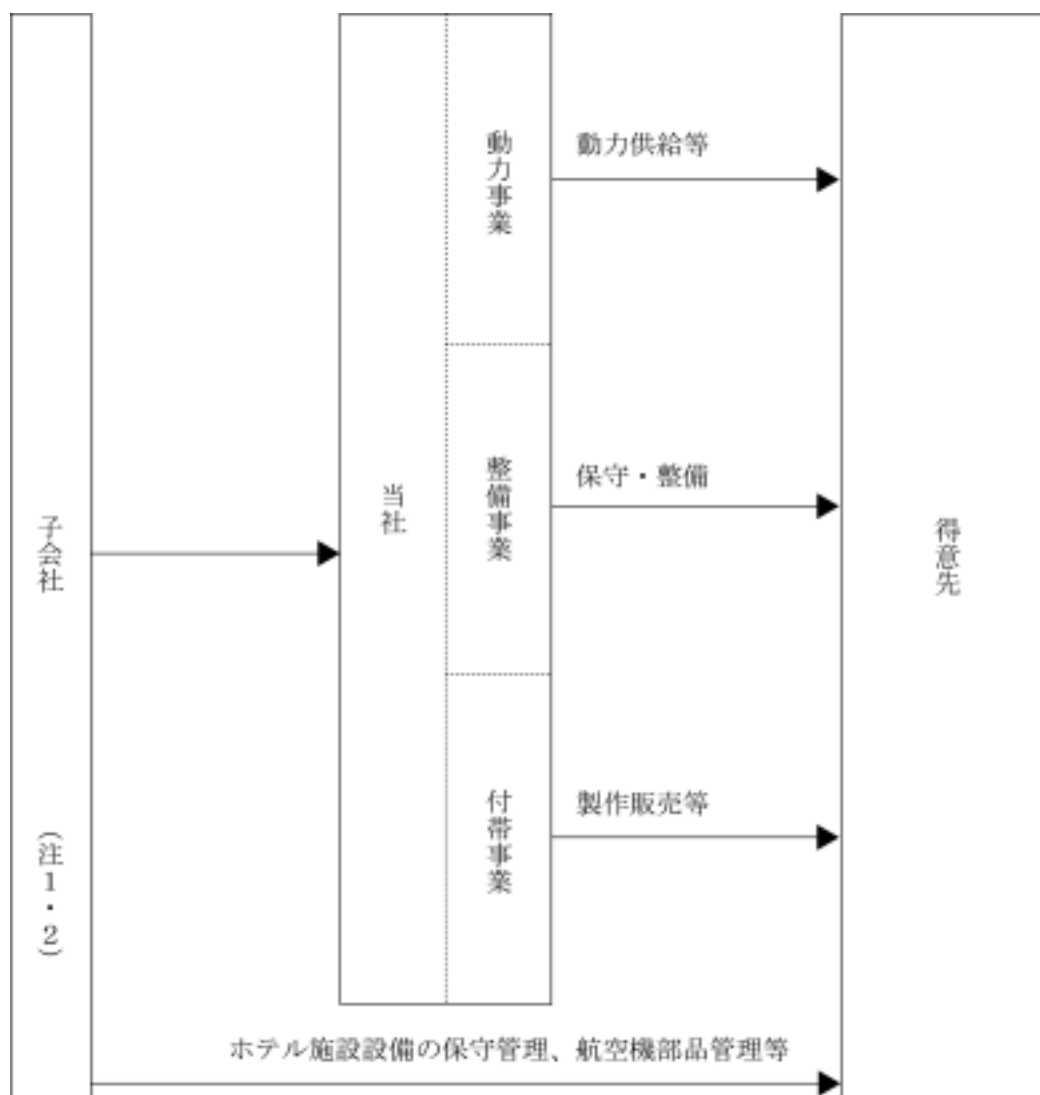 子会社
(注1・2)
当社
動力事業
動力供給等
整備事業
保守・整備
付帯事業
製作販売等
得意先
ホテル施設設備の保守管理、航空機部品管理等